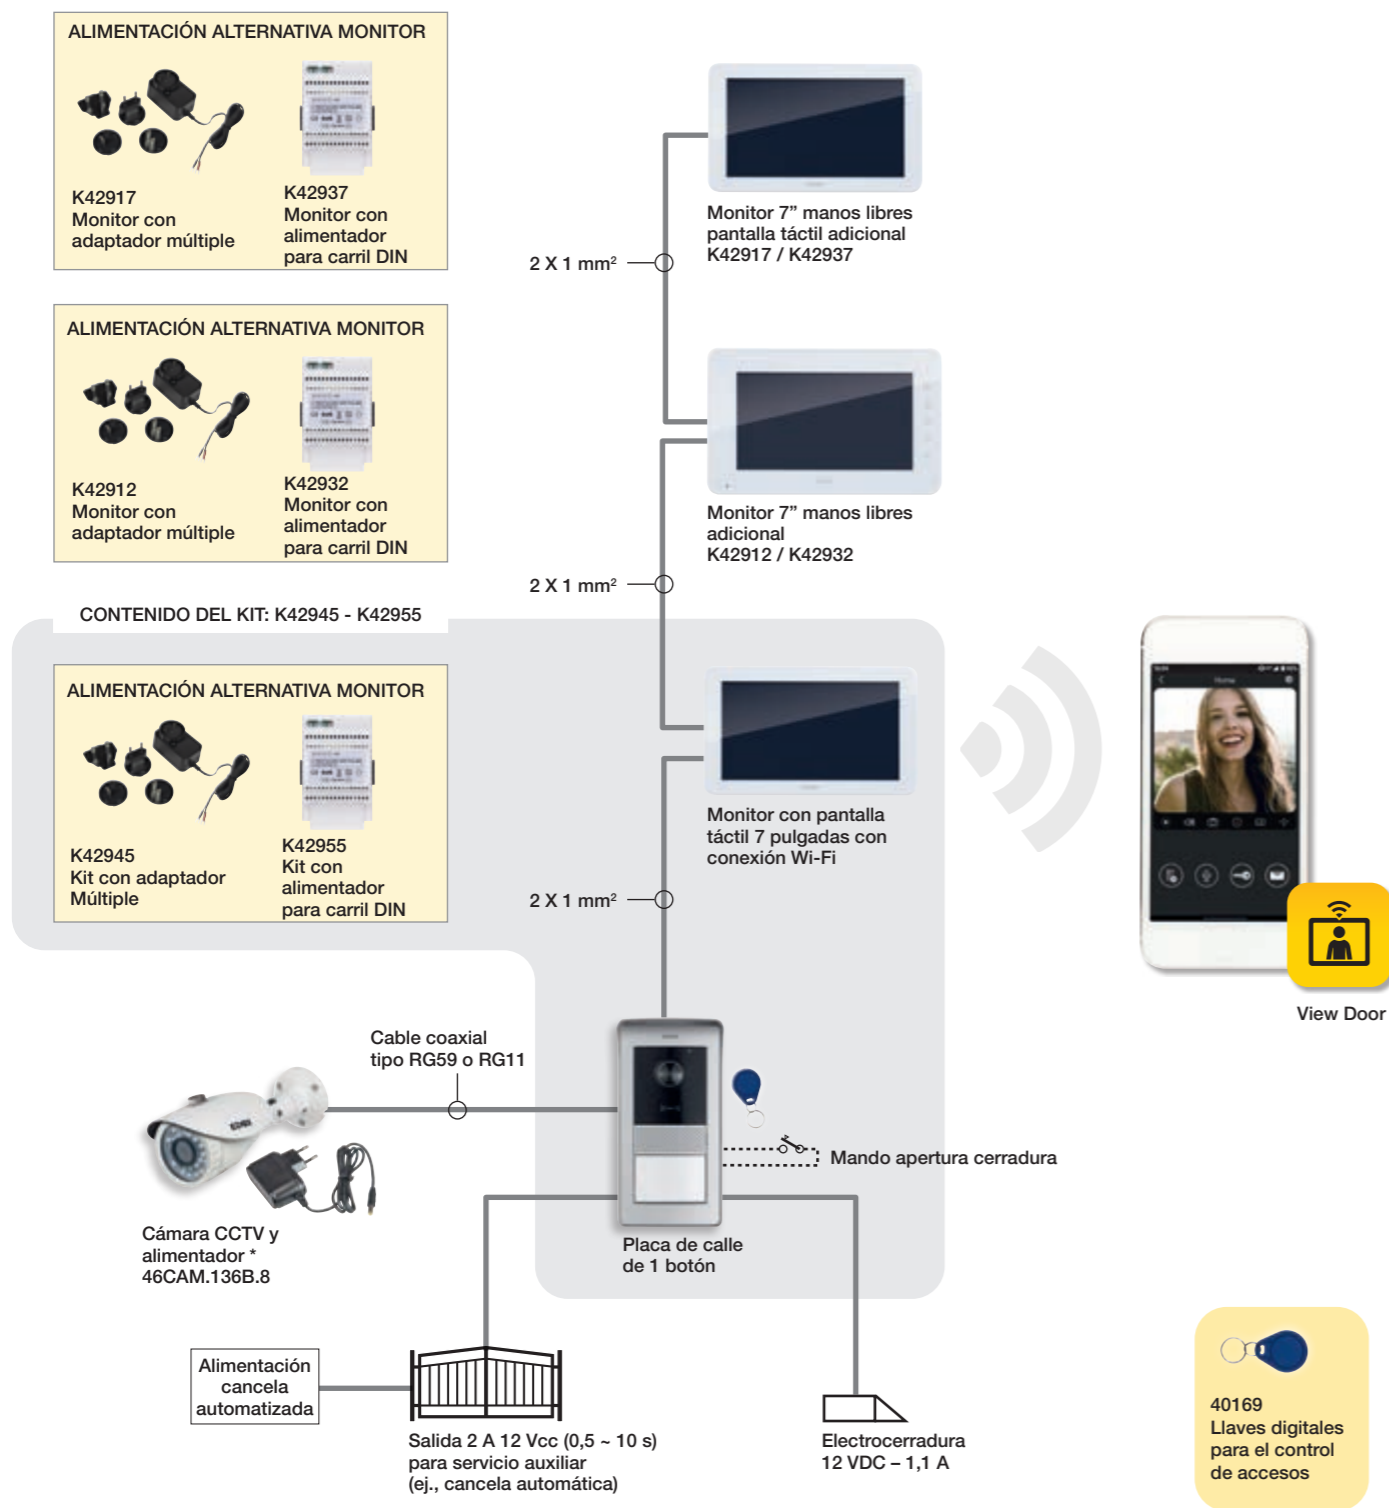 ALIMENTACIÓN ALTERNATIVA MONITOR
K42917
Monitor con
adaptador múltiple
K42937
Monitor con
alimentador
para carril DIN
Monitor 7” manos libres
pantalla táctil adicional
K42917 / K42937
2 X 1 mm²
ALIMENTACIÓN ALTERNATIVA MONITOR
K42912
Monitor con
adaptador múltiple
K42932
Monitor con
alimentador
para carril DIN
Monitor 7” manos libres
adicional
K42912 / K42932
2 X 1 mm²
CONTENIDO DEL KIT: K42945 - K42955
ALIMENTACIÓN ALTERNATIVA MONITOR
K42945
Kit con adaptador
Múltiple
K42955
Kit con
alimentador
para carril DIN
Monitor con pantalla
táctil 7 pulgadas con
conexión Wi-Fi
2 X 1 mm²
Home
View Door
Cable coaxial
tipo RG59 o RG11
Mando apertura cerradura
Cámara CCTV y
alimentador *
46CAM.136B.8
Placa de calle
de 1 botón
Alimentación
cancela
automatizada
Salida 2 A 12 Vcc (0,5 ~ 10 s)
para servicio auxiliar
(ej., cancela automática)
Electrocerradura
12 VDC – 1,1 A
40169
Llaves digitales
para el control
de accesos